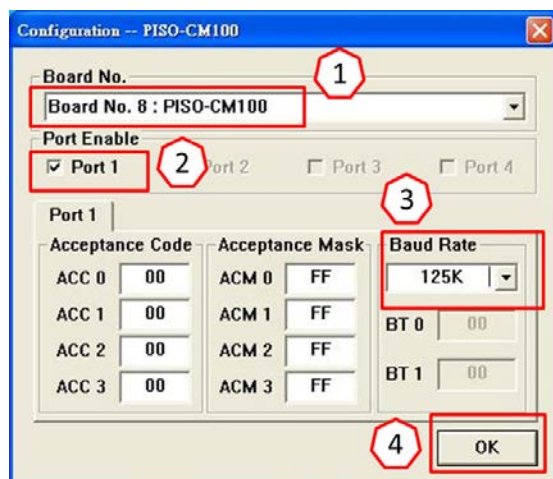 Configuration -- PISO-CM100
Board No.
1
Board No. 8 : PISO-CM100
Port Enable
Port 1
2
Port 2
Port 3
Port 4
3
Port 1
Acceptance Code
Acceptance Mask
Baud Rate
ACC 0 00
ACM 0 FF
125K
ACC 1 00
ACM 1 FF
BT 0 00
ACC 2 00
ACM 2 FF
ACC 3 00
ACM 3 FF
BT 1 00
4
OK